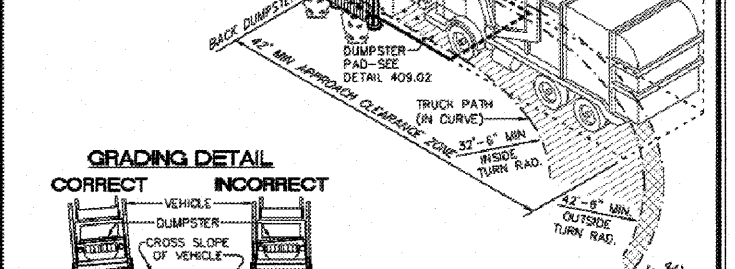 BACK DUMPSTER
DUMPSTER
PAD-SEE
DETAIL 409.02
42' MIN APPROACH CLEARANCE ZONE
TRUCK PATH
(IN CURVE)
32'-6" MIN
INSIDE
TURN RAD.
42'-6" MIN.
OUTSIDE
TURN RAD.
GRADING DETAIL
CORRECT
INCORRECT
VEHICLE
DUMPSTER
CROSS SLOPE
OF VEHICLE